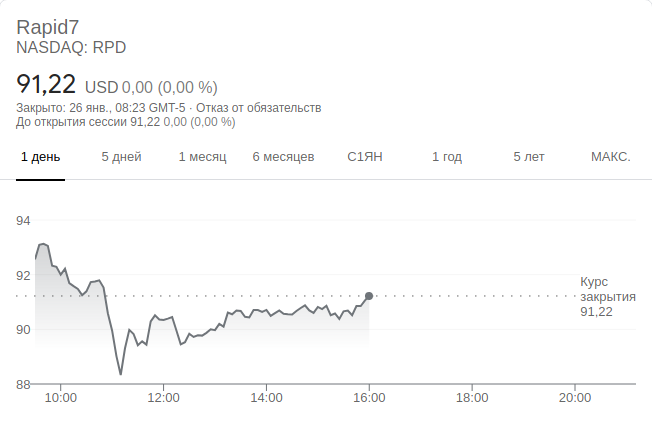 Rapid7
NASDAQ: RPD
91,22 USD 0,00 (0,00 %)
Закрыто: 26 янв., 08:23 GMT-5 · Отказ от обязательств
До открытия сессии 91,22 0,00 (0,00 %)
1 день 5 дней 1 месяц 6 месяцев С1ЯН 1 год 5 лет МАКС.
94
92
90
88
Курс
закрытия
91,22
10:00 12:00 14:00 16:00 18:00 20:00